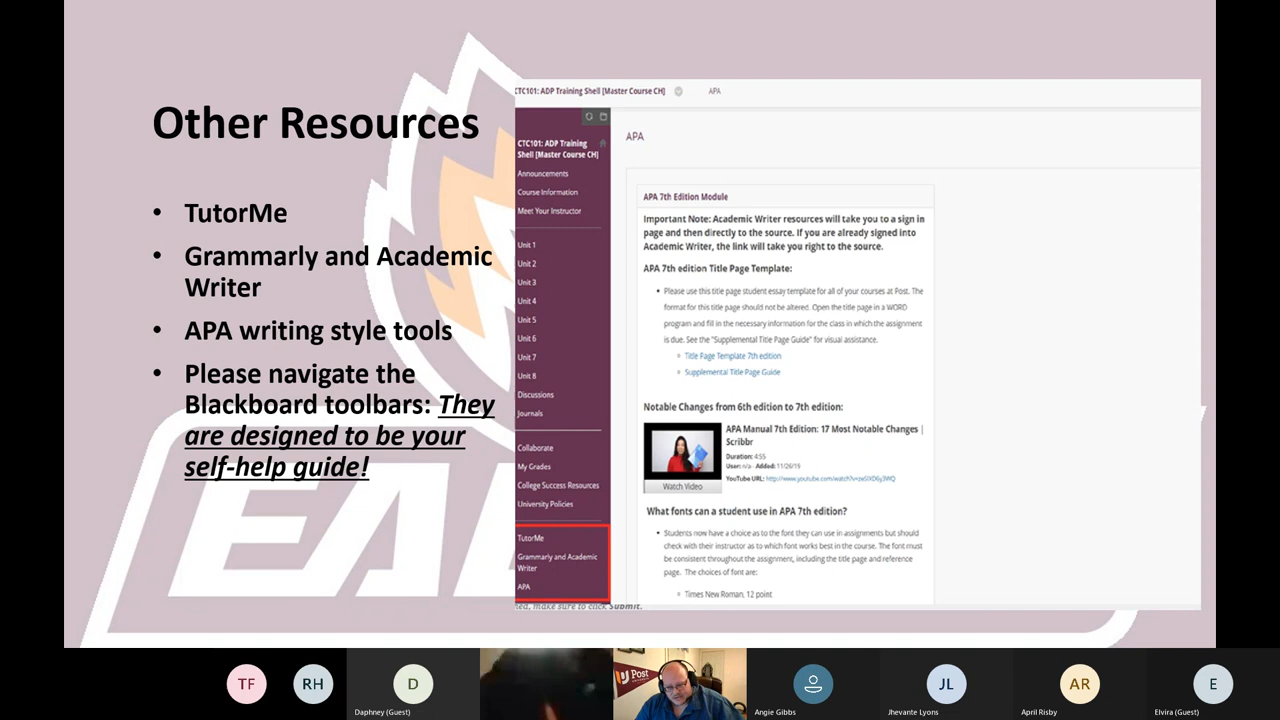 Other Resources
• TutorMe
• Grammarly and Academic
Writer
• APA writing style tools
• Please navigate the
Blackboard toolbars: They
are designed to be your
self-help guide!
EA
CTC101: ADP Training Shell [Master Course CH]
APA
CTC101: ADP Training
Shell [Master Course CH]
Announcements
Course Information
Meet Your Instructor
Unit 1
Unit 2
Unit 3
Unit 4
Unit 5
Unit 6
Unit 7
Unit 8
Discussions
Journals
Collaborate
My Grades
College Success Resources
University Policies
TutorMe
Grammarly and Academic
Writer
APA
APA
APA 7th Edition Module
Important Note: Academic Writer resources will take you to a sign in
page and then directly to the source. If you are already signed into
Academic Writer, the link will take you right to the source.
APA 7th edition Title Page Template:
• Please use this title page student essay template for all of your courses at Post. The
format for this title page should not be altered. Open the title page in a WORD
program and fill in the necessary information for the class in which the assignment
is due. See the "Supplemental Title Page Guide" for visual assistance.
Title Page Template 7th edition
Supplemental Title Page Guide
Notable Changes from 6th edition to 7th edition:
APA Manual 7th Edition: 17 Most Notable Changes |
Scribbr
Duration: 4:55
User: n/a - Added: 11/26/19
YouTube URL:
Watch Video
What fonts can a student use in APA 7th edition?
• Students now have a choice as to the font they can use in assignments but should
check with their instructor as to which font works best in the course. The font must
be consistent throughout the assignment, including the title page and reference
page. The choices of font are:
Times New Roman, 12 point
make sure to click Submit.
TF
RH
D
Daphney (Guest)
Post
Angie Gibbs
JL
Jhevante Lyons
AR
April Risby
E
Elvira (Guest)